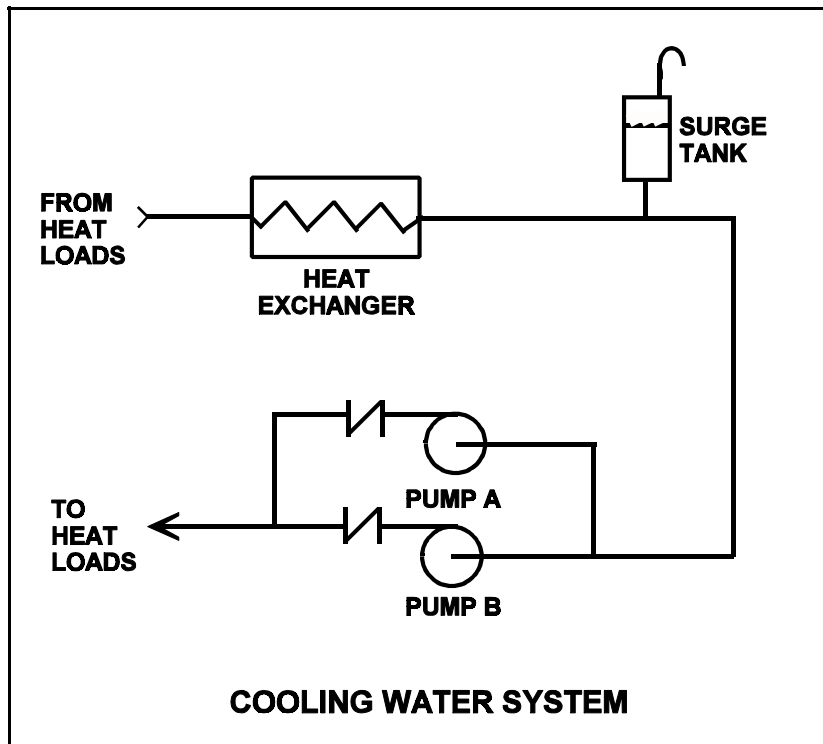 SURGE
TANK
FROM
HEAT
LOADS
HEAT
EXCHANGER
PUMP A
TO
HEAT
LOADS
PUMP B
COOLING WATER SYSTEM